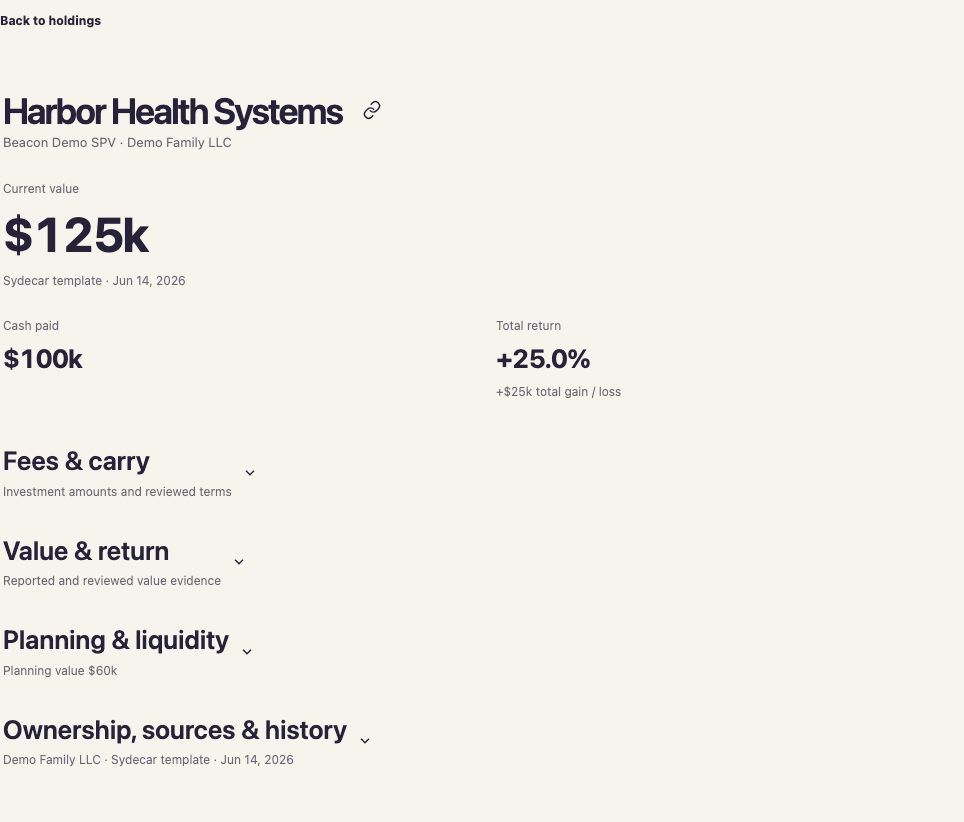 Back to holdings
Harbor Health Systems
Beacon Demo SPV · Demo Family LLC
Current value
$125k
Sydecar template · Jun 14, 2026
Cash paid
$100k
Total return
+25.0%
+$25k total gain / loss
Fees & carry
Investment amounts and reviewed terms
Value & return
Reported and reviewed value evidence
Planning & liquidity
Planning value $60k
Ownership, sources & history
Demo Family LLC · Sydecar template · Jun 14, 2026